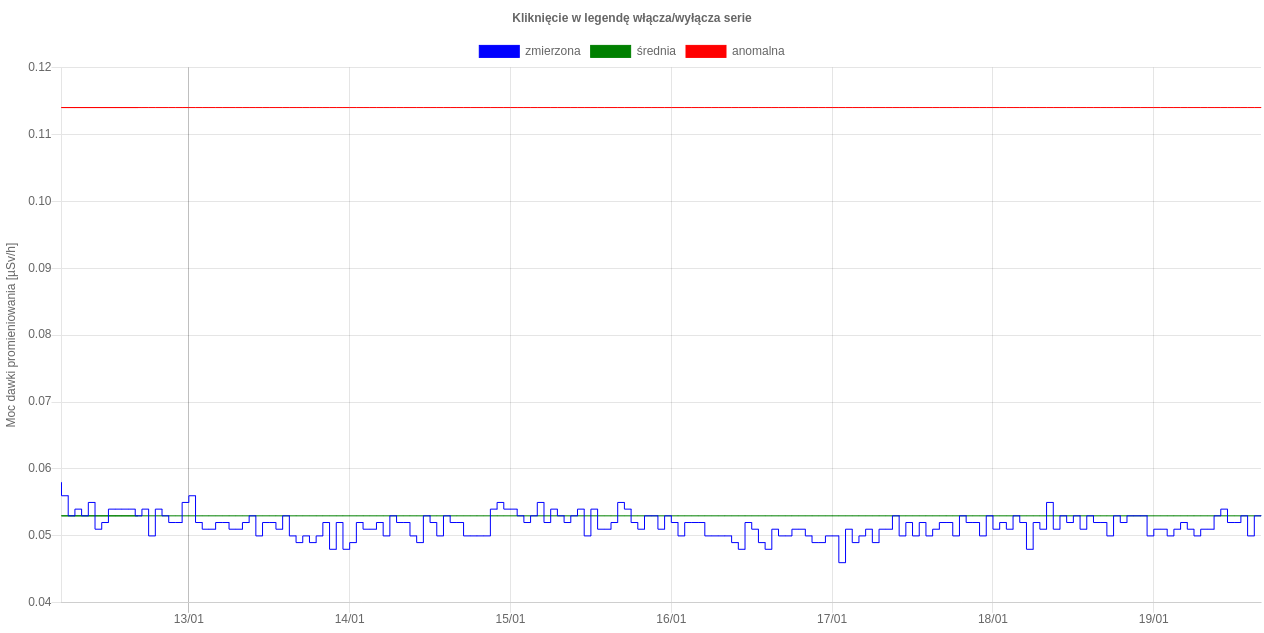 Kliknięcie w legendę włącza/wyłącza serie
zmierzona średnia anomalna
Moc dawki promieniowania [µSv/h]
0.12
0.11
0.10
0.09
0.08
0.07
0.06
0.05
0.04
13/01 14/01 15/01 16/01 17/01 18/01 19/01